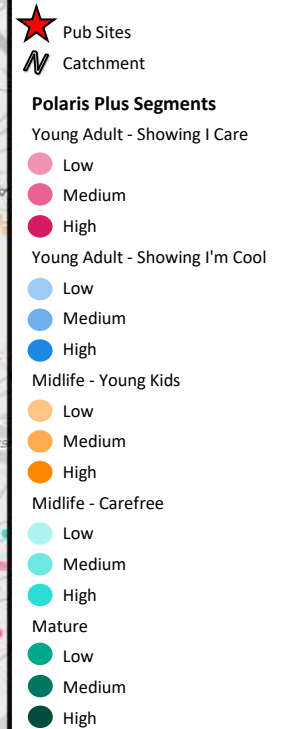 Pub Sites
Catchment
Polaris Plus Segments
Young Adult - Showing I Care
Low
Medium
High
Young Adult - Showing I'm Cool
Low
Medium
High
Midlife - Young Kids
Low
Medium
High
Midlife - Carefree
Low
Medium
High
Mature
Low
Medium
High